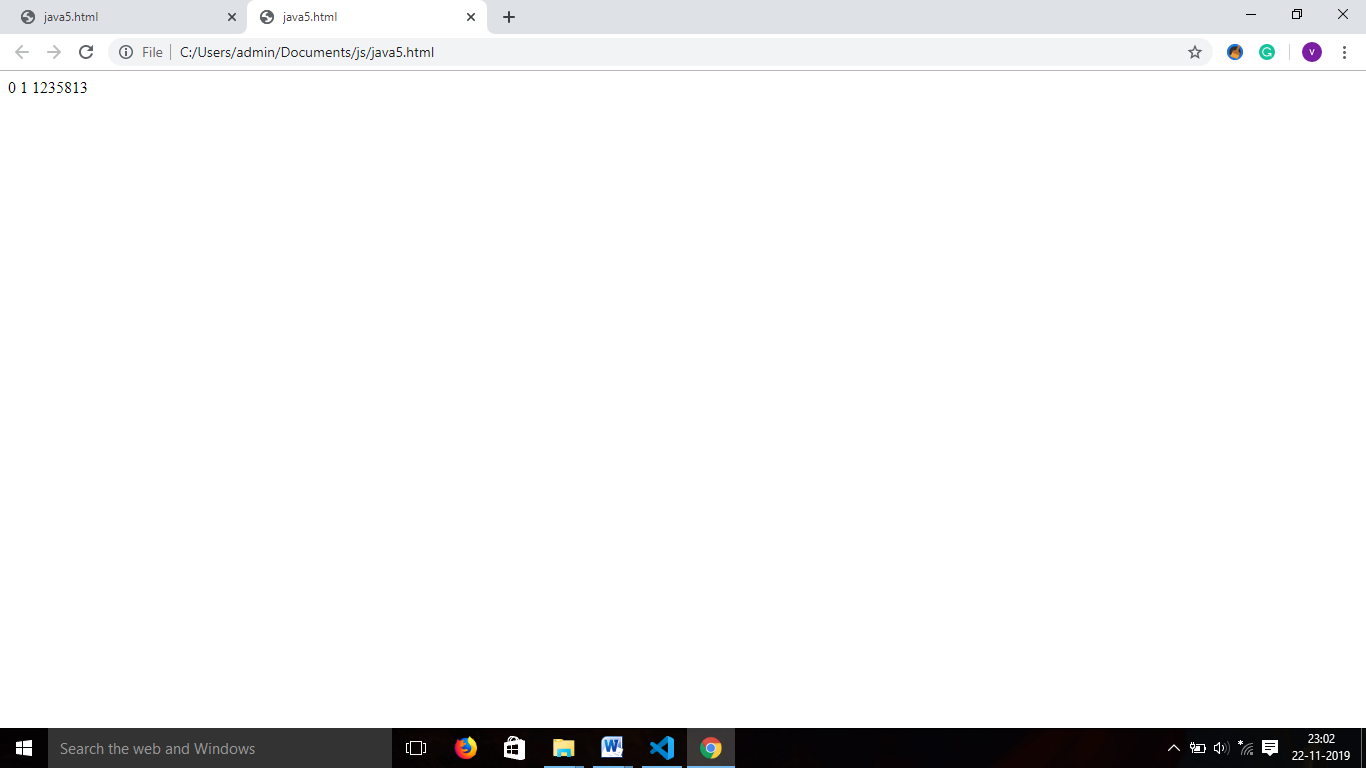 java5.html
java5.html
File C:/Users/admin/Documents/js/java5.html
v
0 1 1235813
Search the web and Windows
23:02
22-11-2019